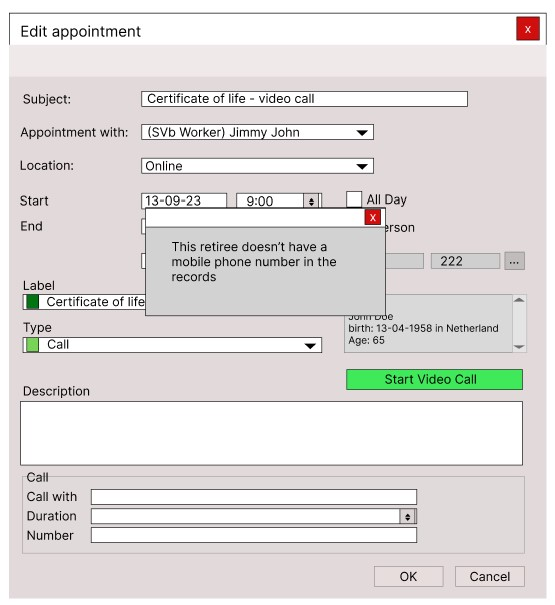 Edit appointment
x
Subject: Certificate of life - video call
Appointment with: (SVb Worker) Jimmy John
Location: Online
Start 13-09-23 9:00 All Day
x
End
This retiree doesn't have a
mobile phone number in the
records
222 ...
Label
Certificate of life
John Doe
birth: 13-04-1958 in Netherland
Age: 65
Type
Call
Start Video Call
Description
Call
Call with
Duration
Number
OK Cancel